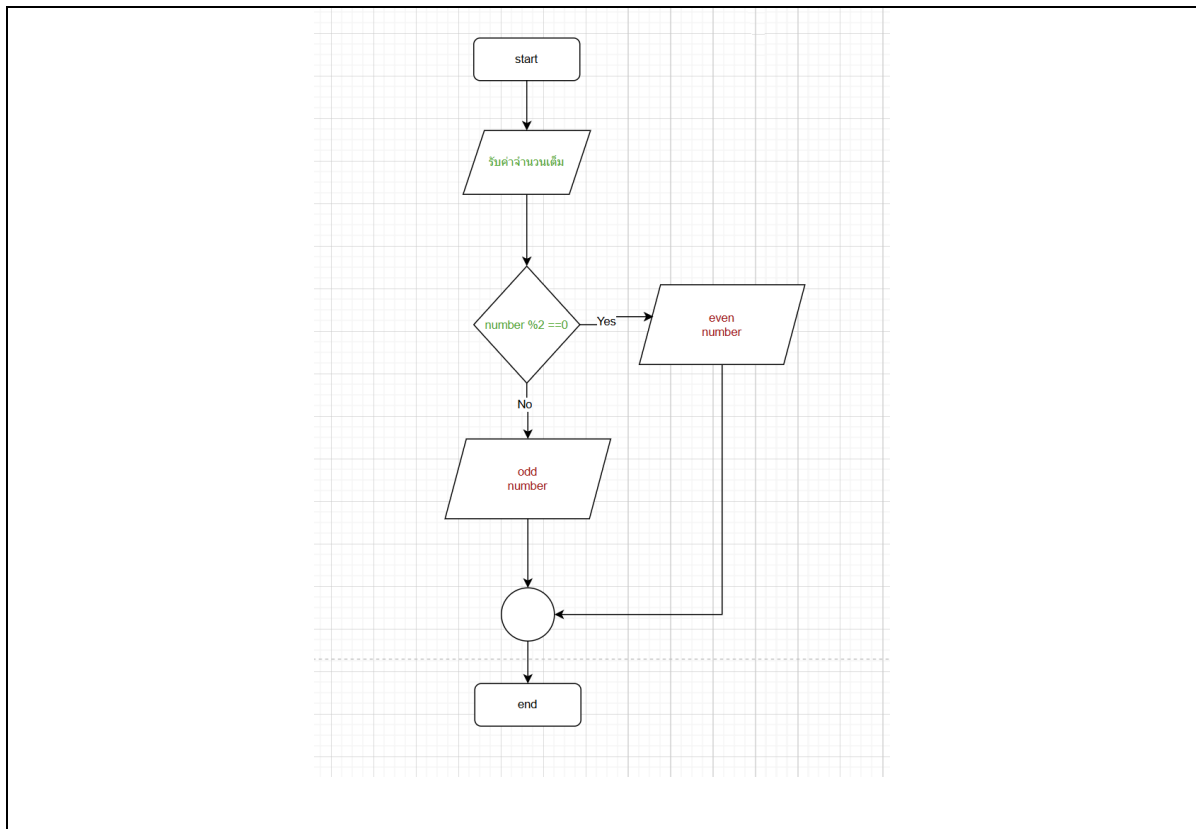 start
รับค่าจำนวนเต็ม
number %2 ==0
Yes
even
number
No
odd
number
end